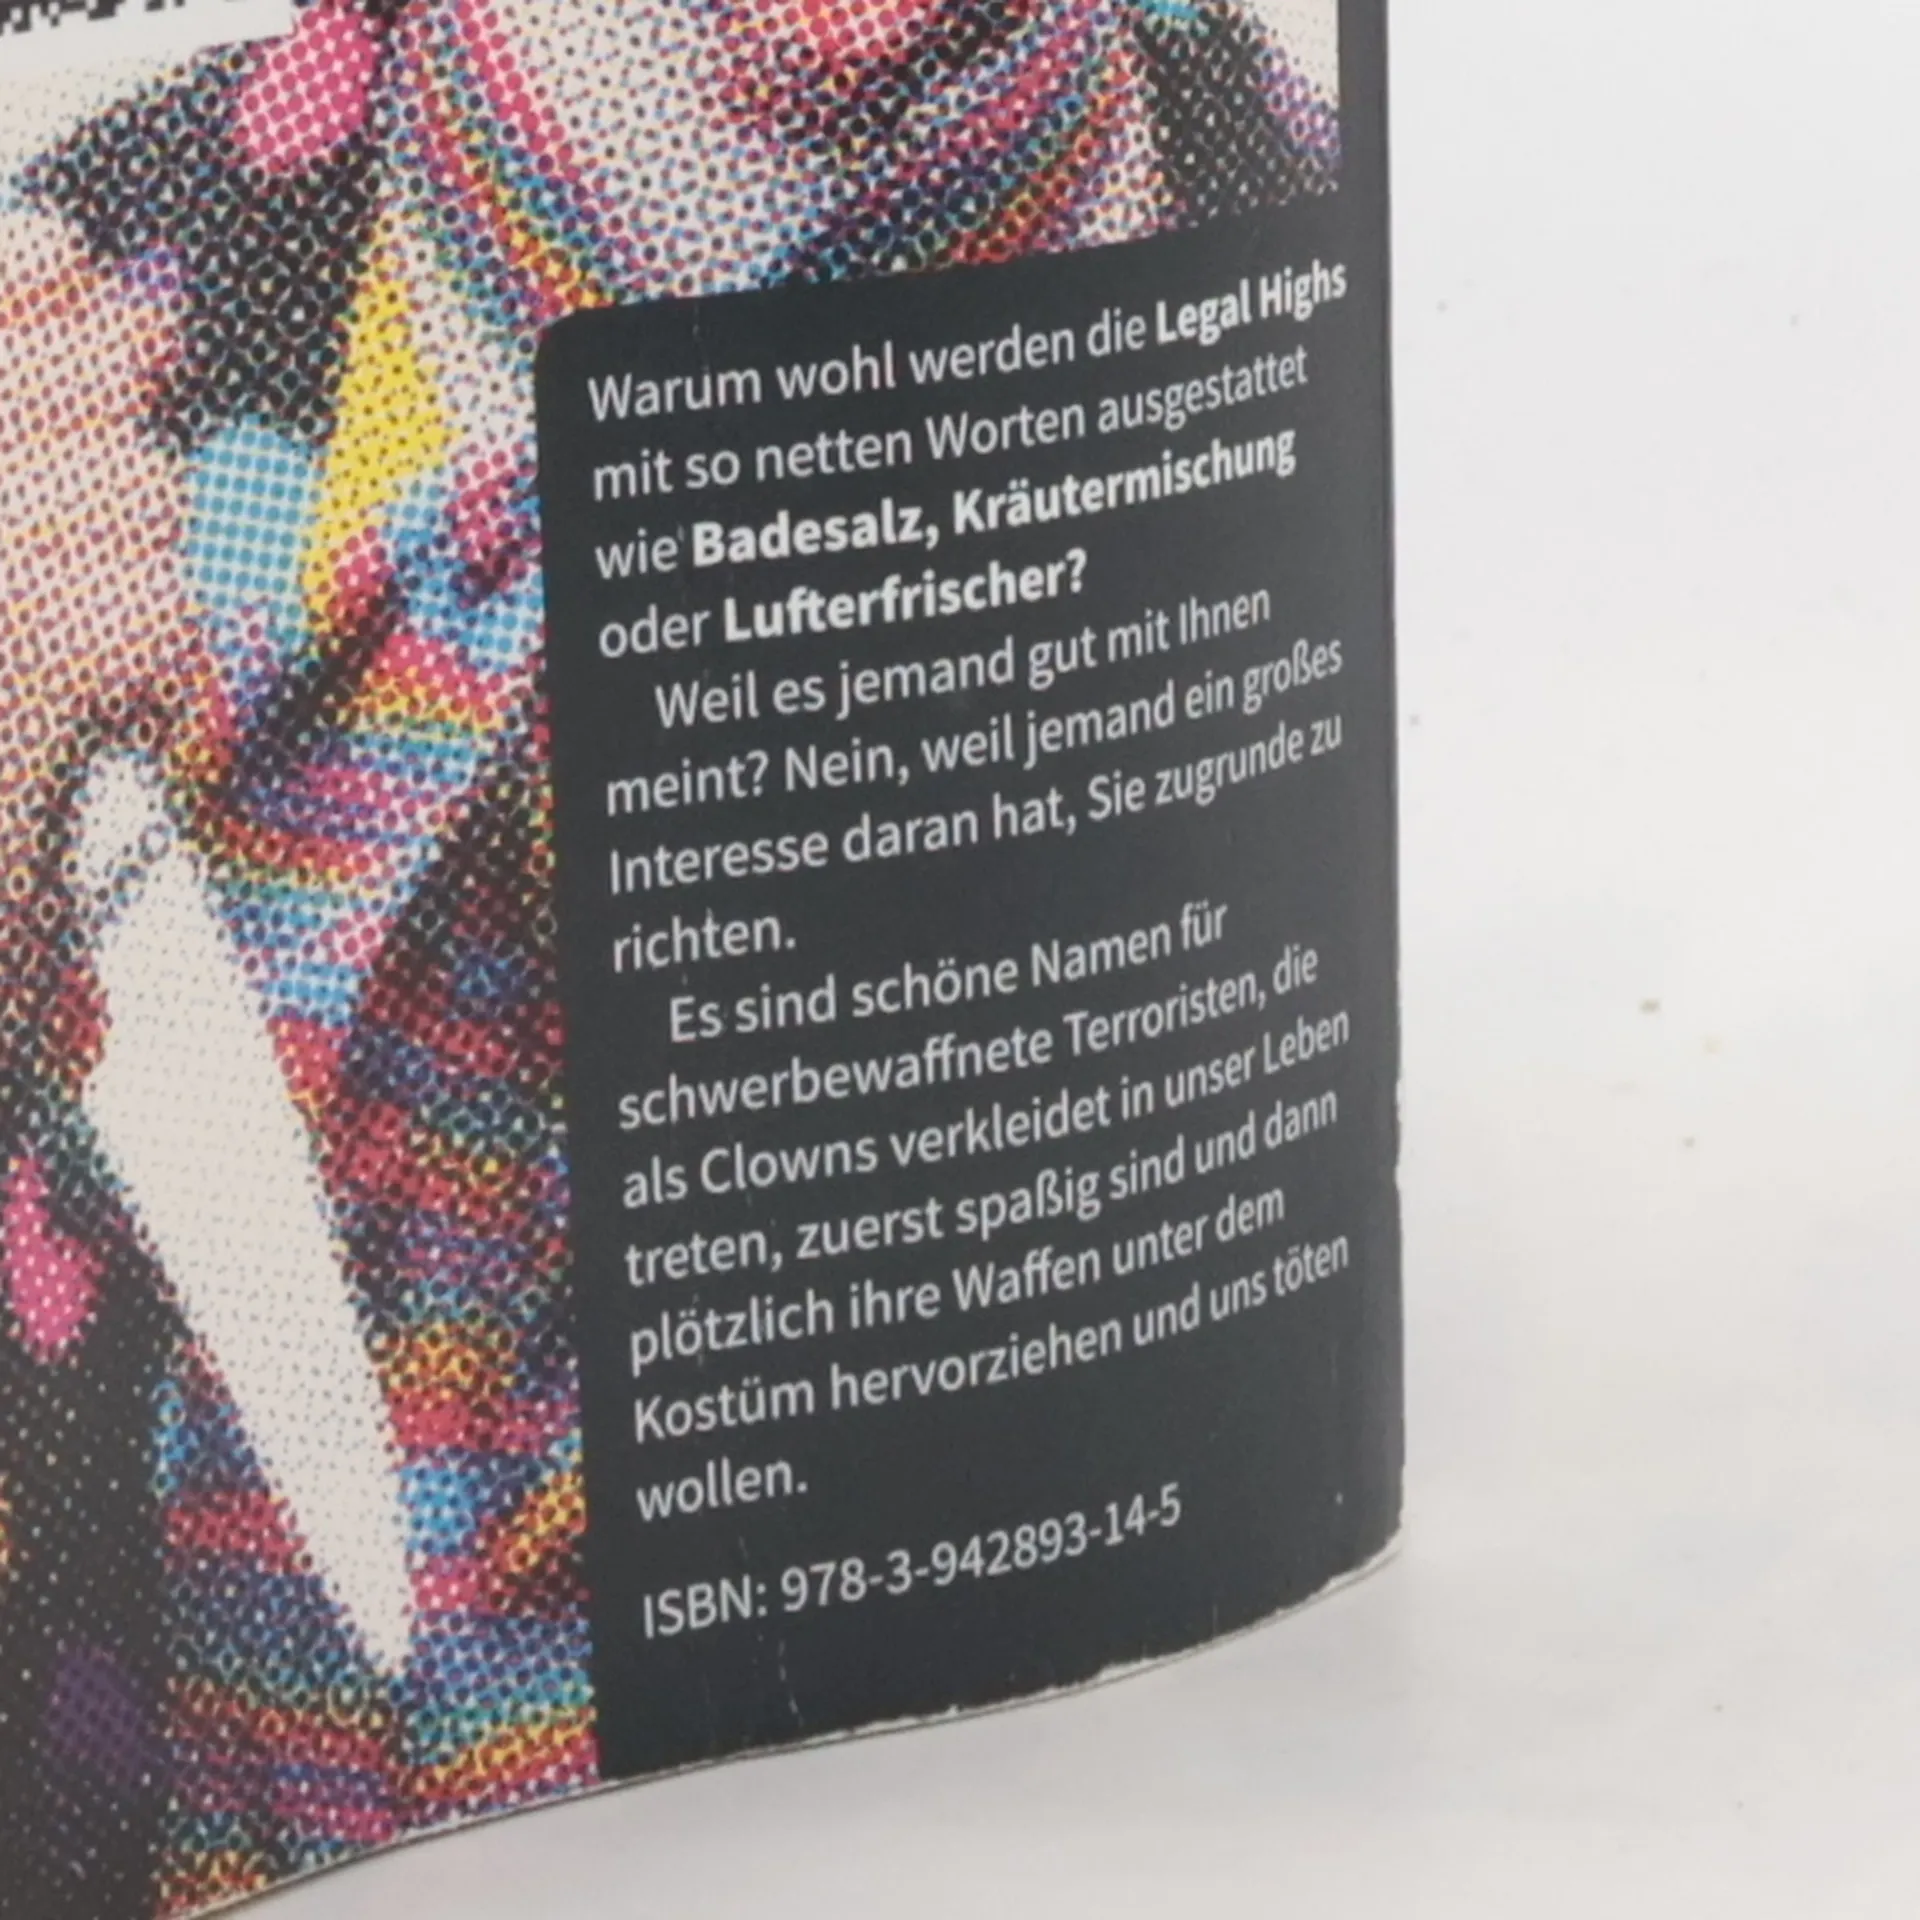 Warum wohl werden die Legal Highs
mit so netten Worten ausgestattet
wie Badesalz, Kräutermischung
oder Lufterfrischer?
Weil es jemand gut mit Ihnen
meint? Nein, weil jemand ein großes
Interesse daran hat, Sie zugrunde zu
richten.
Es sind schöne Namen für
schwerbewaffnete Terroristen, die
als Clowns verkleidet in unser Leben
treten, zuerst spaßig sind und dann
plötzlich ihre Waffen unter dem
Kostüm hervorziehen und uns töten
wollen.
ISBN: 978-3-942893-14-5